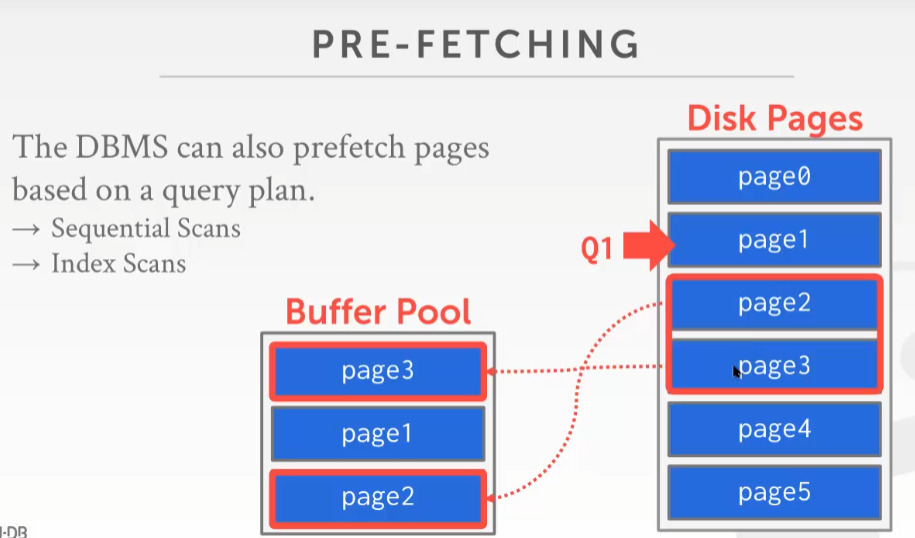 PRE-FETCHING
The DBMS can also prefetch pages
based on a query plan.
→ Sequential Scans
→ Index Scans
Disk Pages
page0
Q1
page1
page2
page3
page4
page5
Buffer Pool
page3
page1
page2